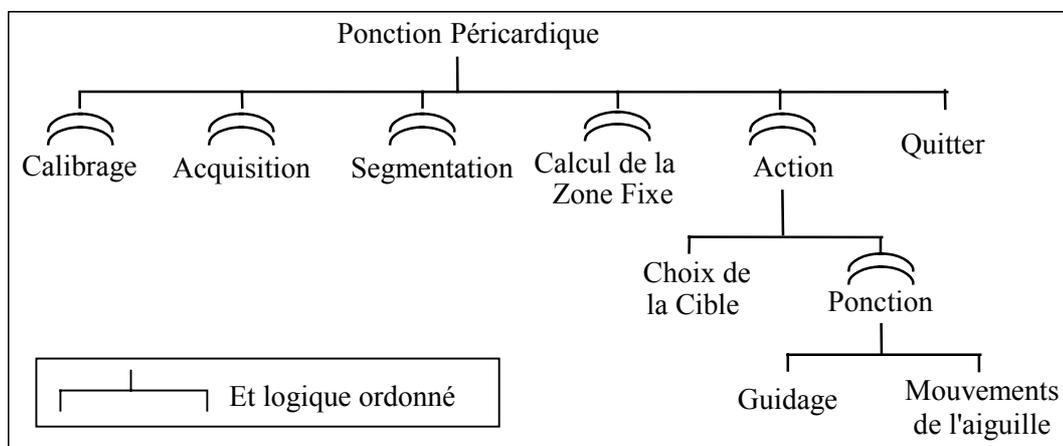 Ponction Péricardique
Calibrage
Acquisition
Segmentation
Calcul de la
Zone Fixe
Action
Quitter
Choix de
la Cible
Ponction
Guidage
Mouvements
de l'aiguille
Et logique ordonné